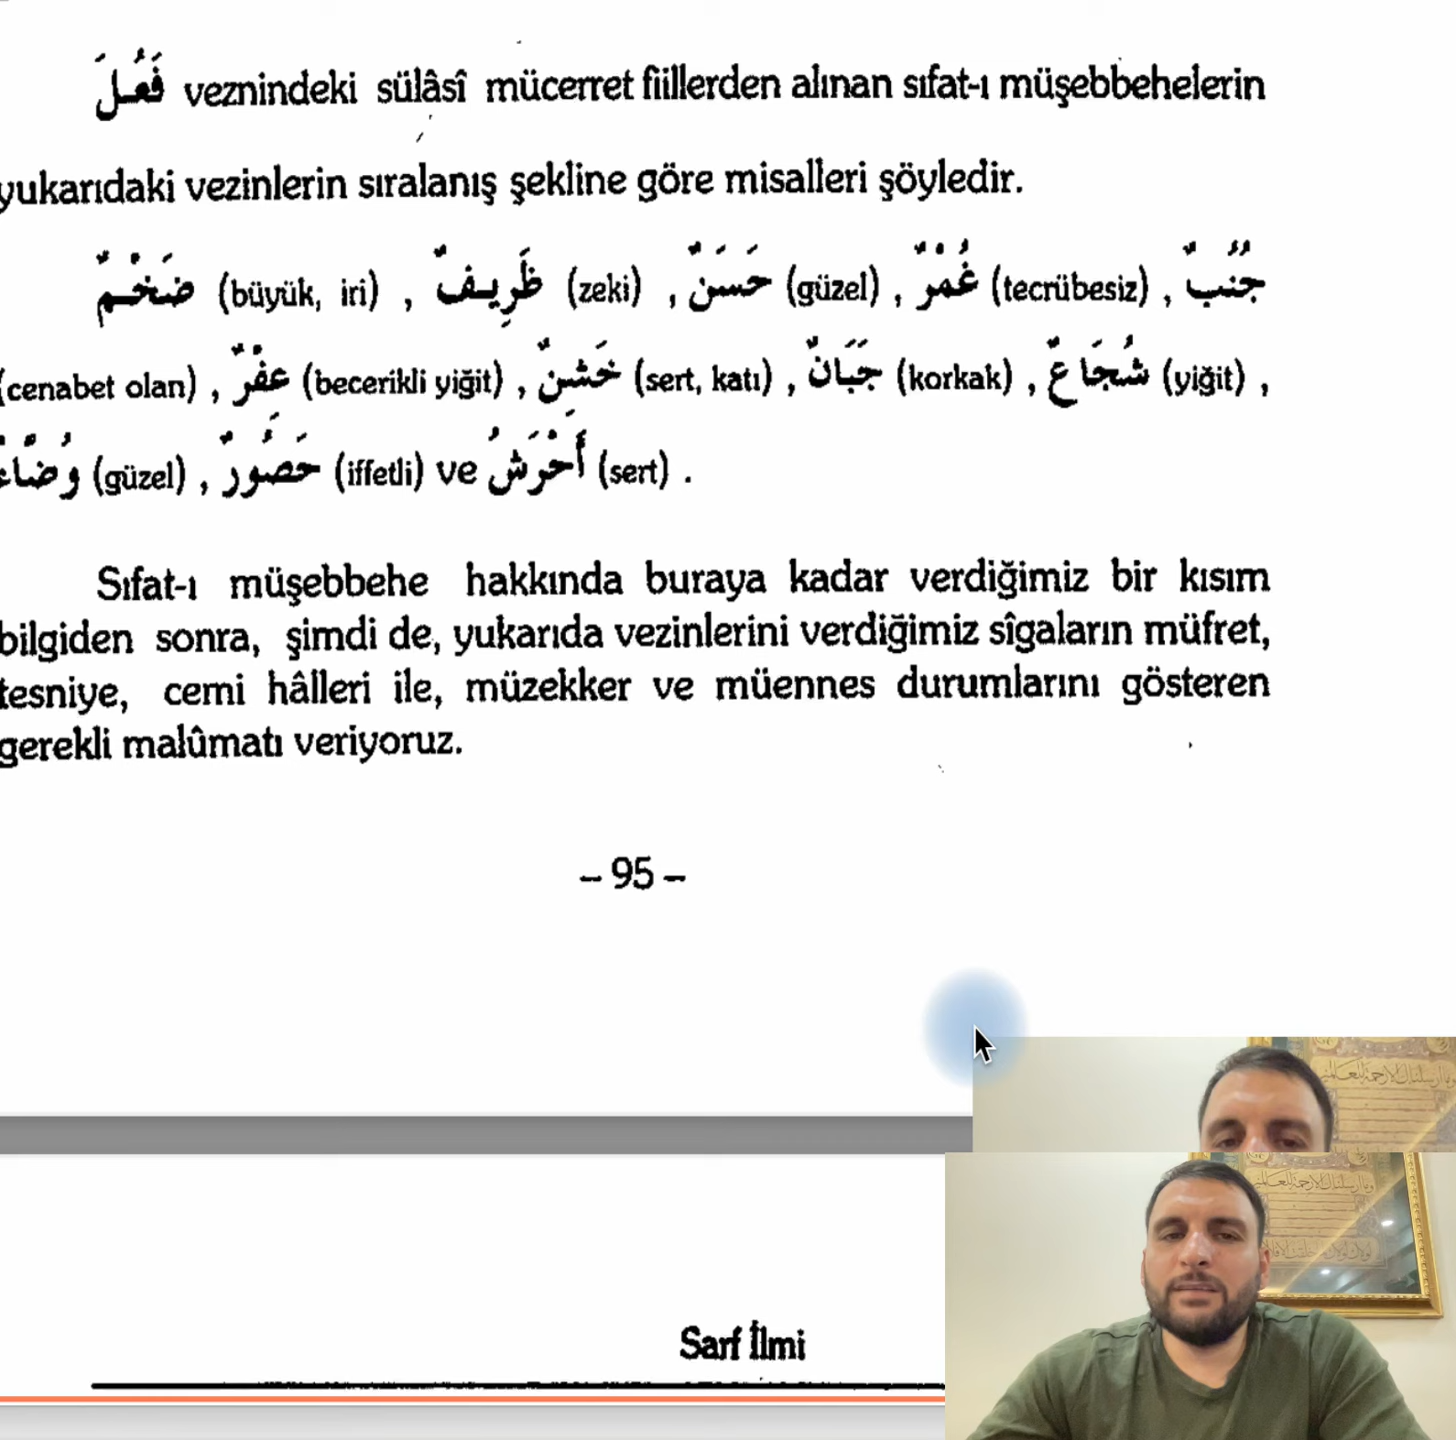 فَعُلَ veznindeki sülâsî mücerret fiillerden alınan sıfat-ı müşebbehelerin
yukarıdaki vezinlerin sıralanış şekline göre misalleri şöyledir.
ضَخْمٌ (büyük, iri) , ظَرِيفٌ (zeki) , حَسَنٌ (güzel) , غُمْرٌ (tecrübesiz) , جُنُبٌ
(cenabet olan) , عِفْرٌ (becerikli yiğit) , خَشِنٌ (sert, katı) , جَبَانٌ (korkak) , شُجَاعٌ (yiğit) ,
(güzel) , حَصُورٌ (iffetli) ve أَحْرَشُ (sert) .
Sıfat-ı müşebbehe hakkında buraya kadar verdiğimiz bir kısım
bilgiden sonra, şimdi de, yukarıda vezinlerini verdiğimiz sîgaların müfret,
tesniye, cemi hâlleri ile, müzekker ve müennes durumlarını gösteren
gerekli malûmatı veriyoruz.
– 95 –
Sarf İlmi